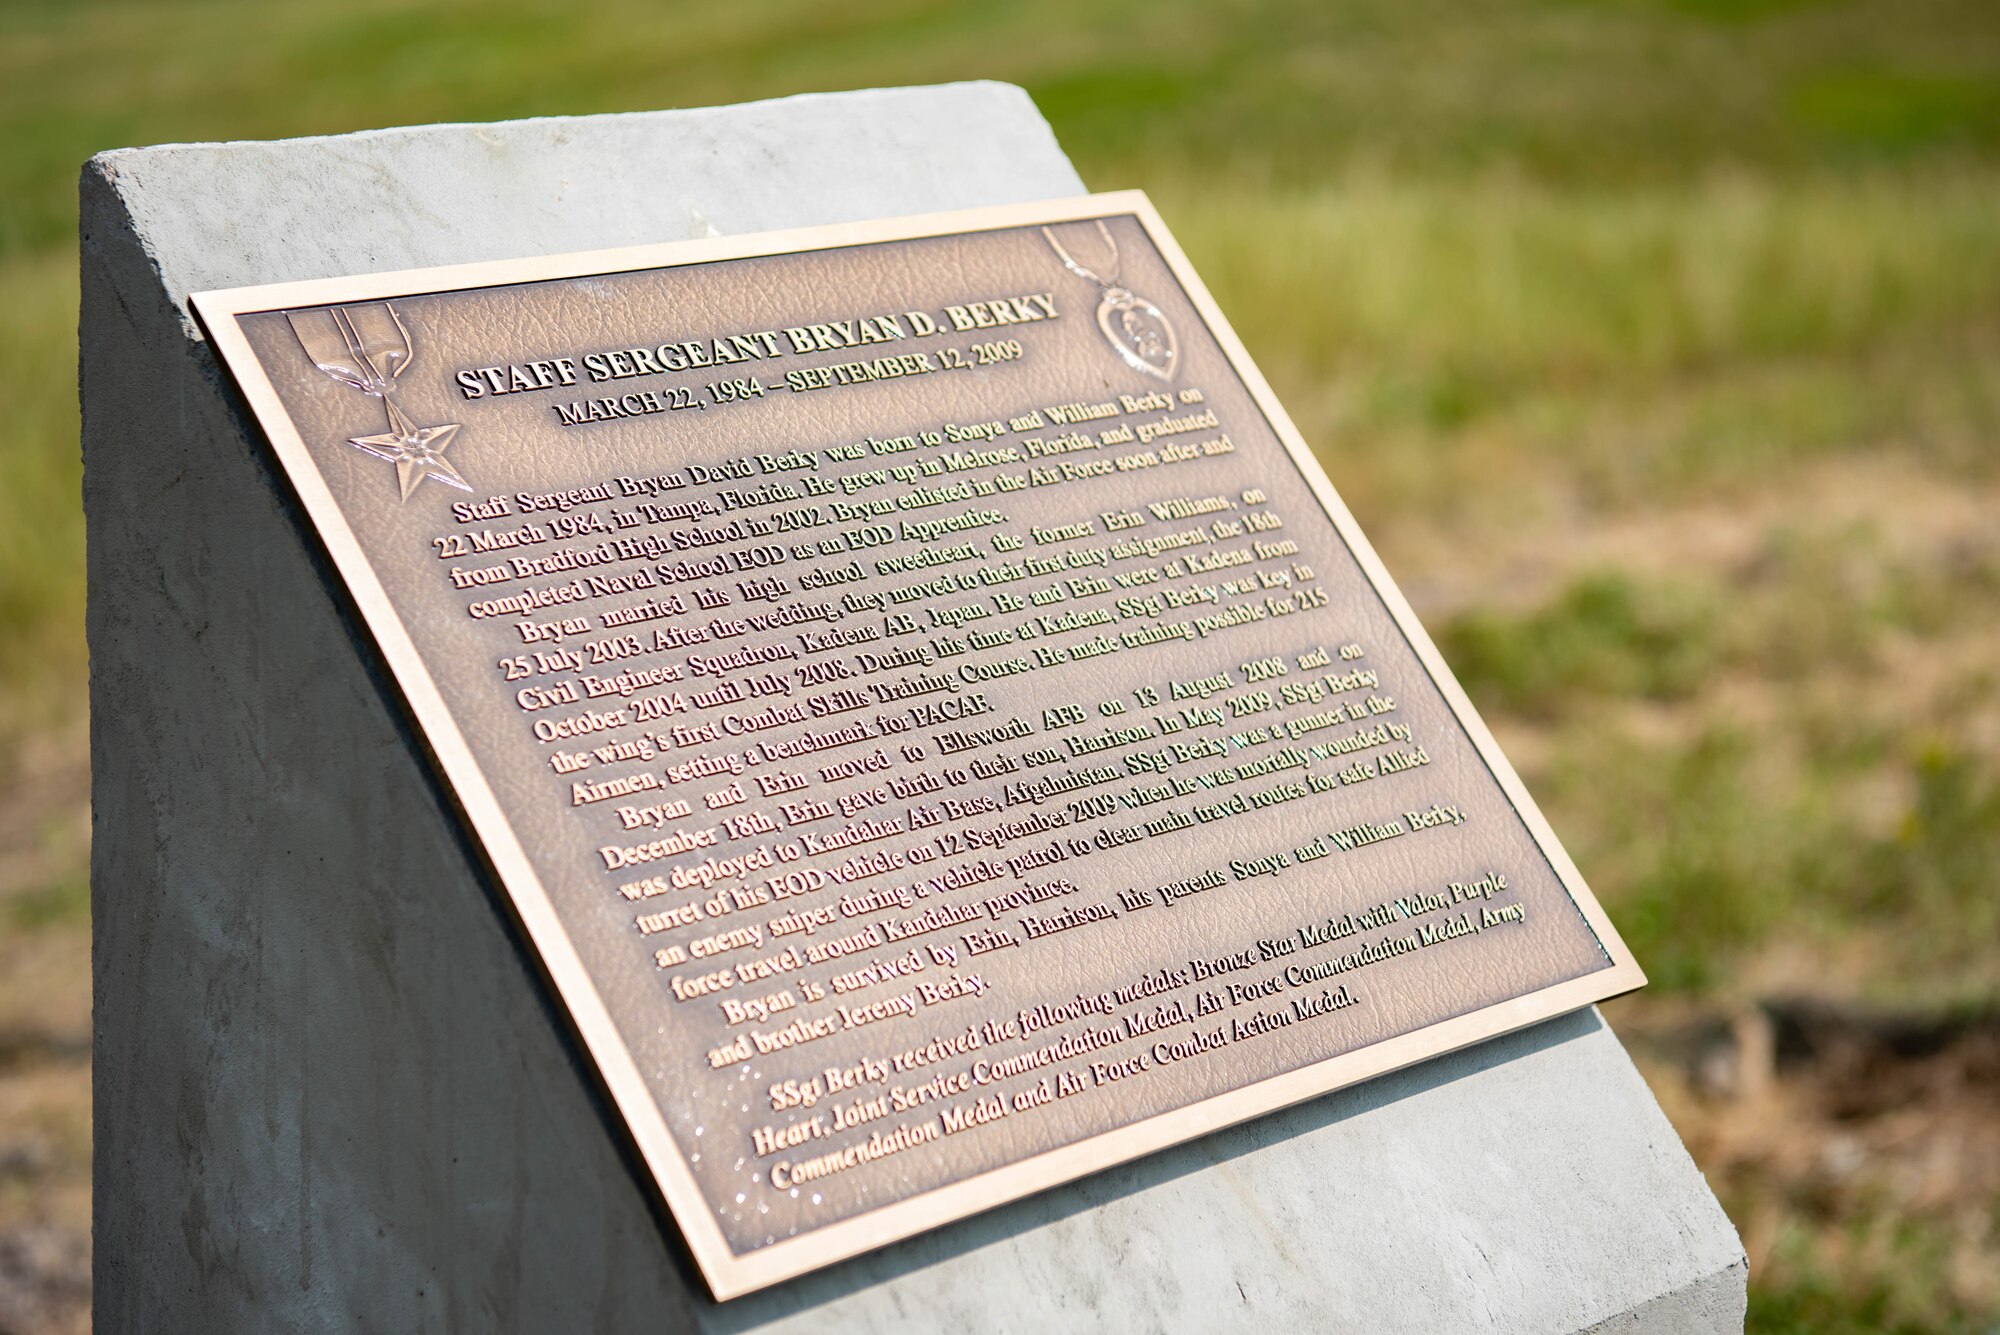 STAFF SERGEANT BRYAN D. BERKY
MARCH 22, 1984 – SEPTEMBER 12, 2009
Staff Sergeant Bryan David Berky was born to Sonya and William Berky on
22 March 1984, in Tampa, Florida. He grew up in Melrose, Florida, and graduated
from Bradford High School in 2002. Bryan enlisted in the Air Force soon after and
completed Naval School EOD as an EOD Apprentice.
Bryan married his high school sweetheart, the former Erin Williams, on
25 July 2003. After the wedding, they moved to their first duty assignment, the 18th
Civil Engineer Squadron, Kadena AB, Japan. He and Erin were at Kadena from
October 2004 until July 2008. During his time at Kadena, SSgt Berky was key in
the wing's first Combat Skills Training Course. He made training possible for 215
Airmen, setting a benchmark for PACAF.
Bryan and Erin moved to Ellsworth AFB on 13 August 2008 and on
December 18th, Erin gave birth to their son, Harrison. In May 2009, SSgt Berky
was deployed to Kandahar Air Base, Afgahnistan. SSgt Berky was a gunner in the
turret of his EOD vehicle on 12 September 2009 when he was mortally wounded by
an enemy sniper during a vehicle patrol to clear main travel routes for safe Allied
force travel around Kandahar province.
Bryan is survived by Erin, Harrison, his parents Sonya and William Berky,
and brother Jeremy Berky.
SSgt Berky received the following medals: Bronze Star Medal with Valor, Purple
Heart, Joint Service Commendation Medal, Air Force Commendation Medal, Army
Commendation Medal and Air Force Combat Action Medal.